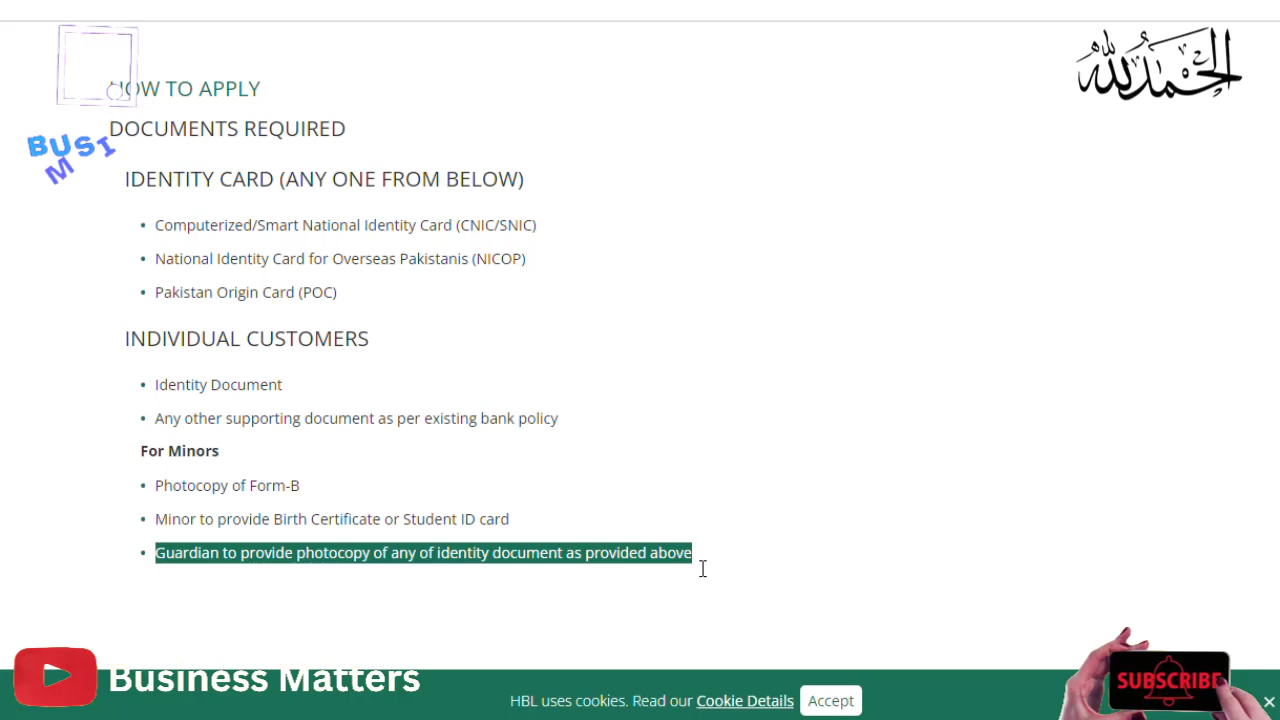 الحمد لله
HOW TO APPLY
DOCUMENTS REQUIRED
BUSI
M
IDENTITY CARD (ANY ONE FROM BELOW)
• Computerized/Smart National Identity Card (CNIC/SNIC)
• National Identity Card for Overseas Pakistanis (NICOP)
• Pakistan Origin Card (POC)
INDIVIDUAL CUSTOMERS
• Identity Document
• Any other supporting document as per existing bank policy
For Minors
• Photocopy of Form-B
• Minor to provide Birth Certificate or Student ID card
• Guardian to provide photocopy of any of identity document as provided above
Business Matters
HBL uses cookies. Read our Cookie Details Accept
SUBSCRIBE